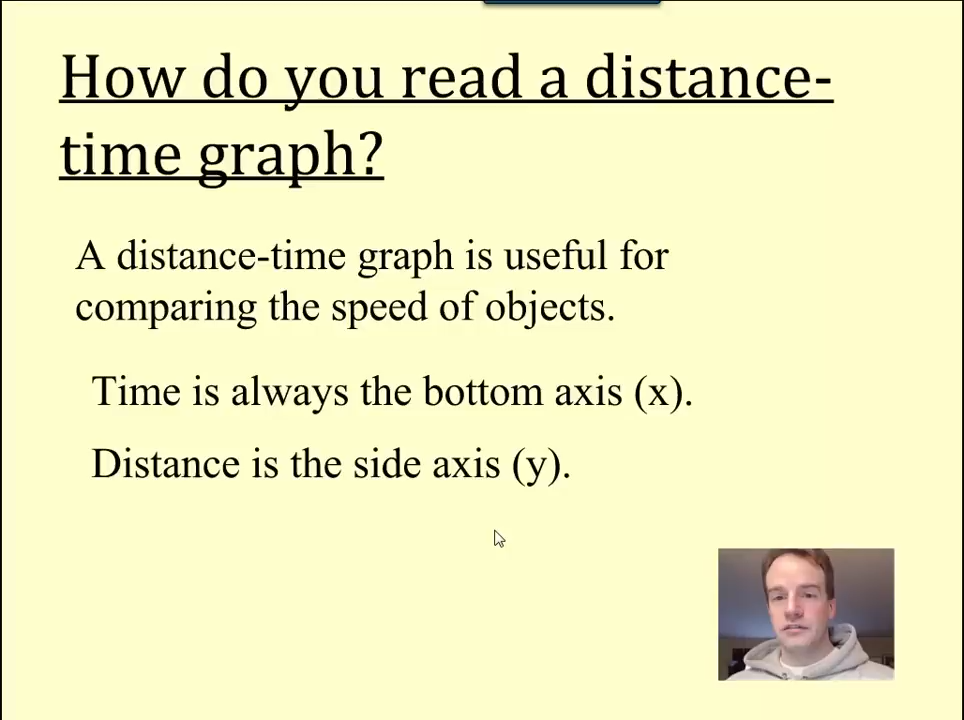 How do you read a distance-
time graph?
A distance-time graph is useful for
comparing the speed of objects.
Time is always the bottom axis (x).
Distance is the side axis (y).